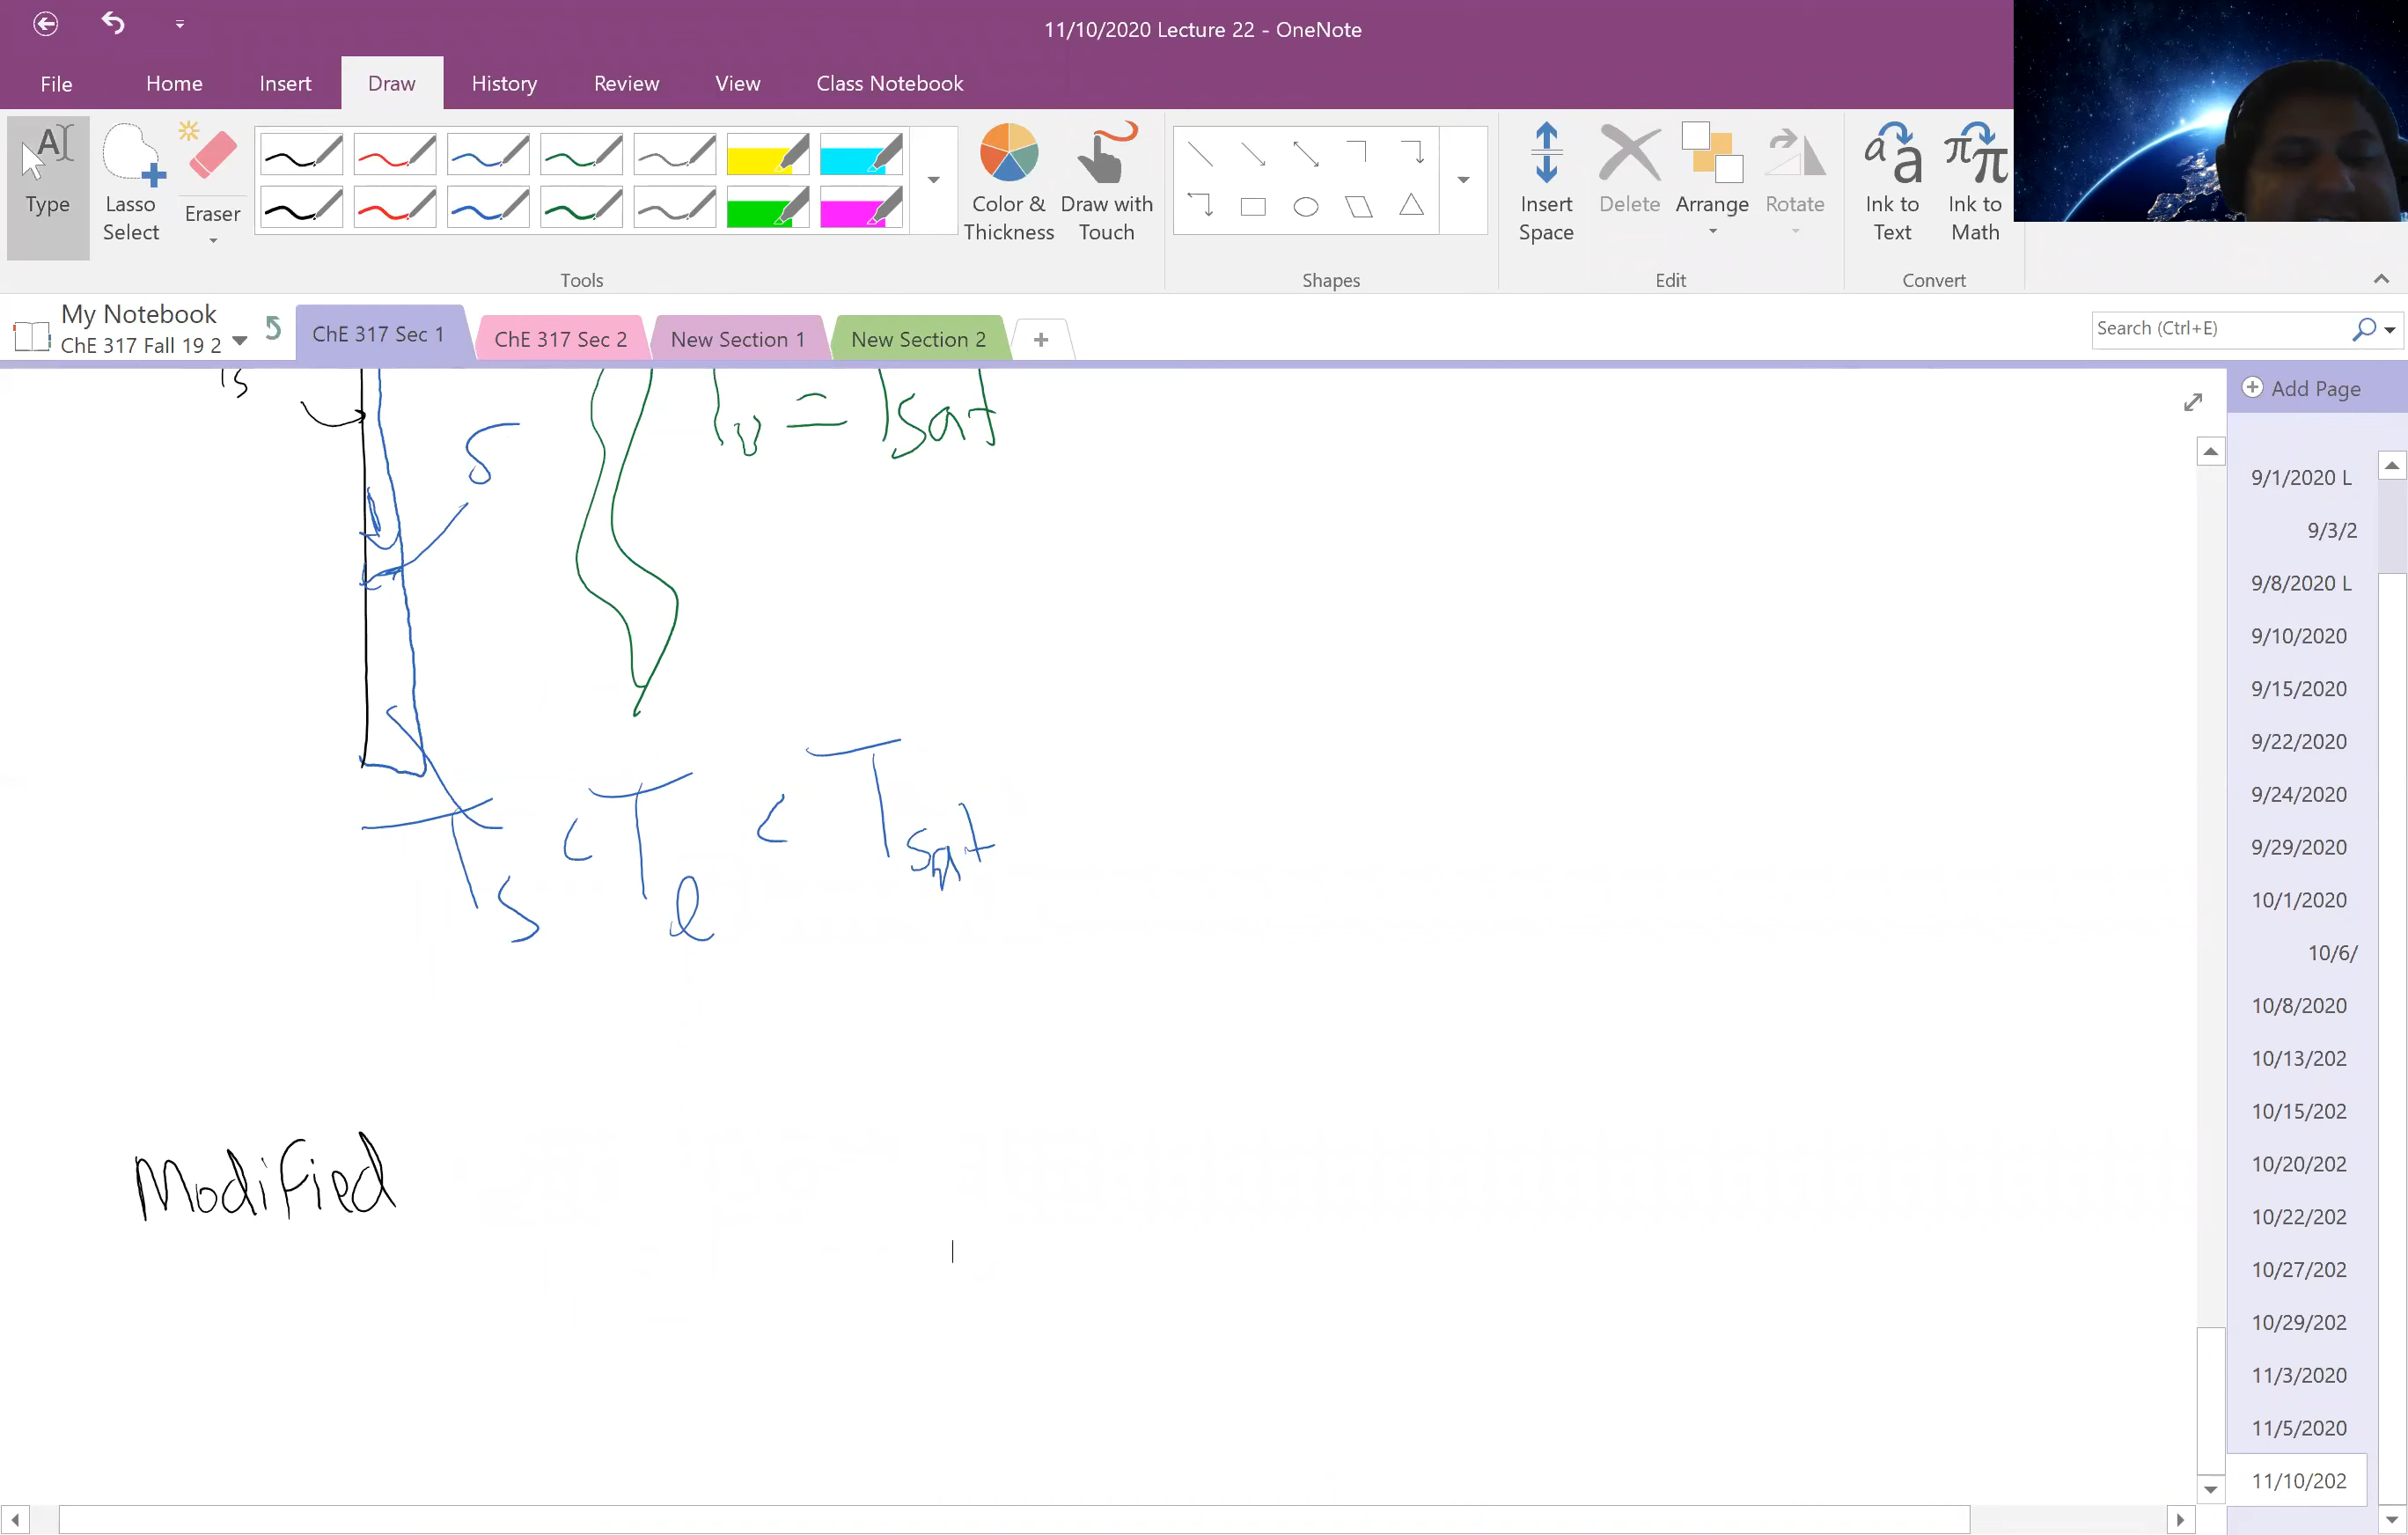 11/10/2020 Lecture 22 - OneNote
File Home Insert Draw History Review View Class Notebook
Type
Lasso Select
Eraser
Color & Thickness
Draw with Touch
Insert Space
Delete
Arrange
Rotate
Ink to Text
Ink to Math
Tools
Shapes
Edit
Convert
My Notebook
ChE 317 Fall 19 2
ChE 317 Sec 1
ChE 317 Sec 2
New Section 1
New Section 2
Search (Ctrl+E)
Add Page
9/1/2020 L
9/3/2
9/8/2020 L
9/10/2020
9/15/2020
9/22/2020
9/24/2020
9/29/2020
10/1/2020
10/6/
10/8/2020
10/13/202
10/15/202
10/20/202
10/22/202
10/27/202
10/29/202
11/3/2020
11/5/2020
11/10/202
Tv = Tsat
δ
Ts < Tl < Tsat
Modified